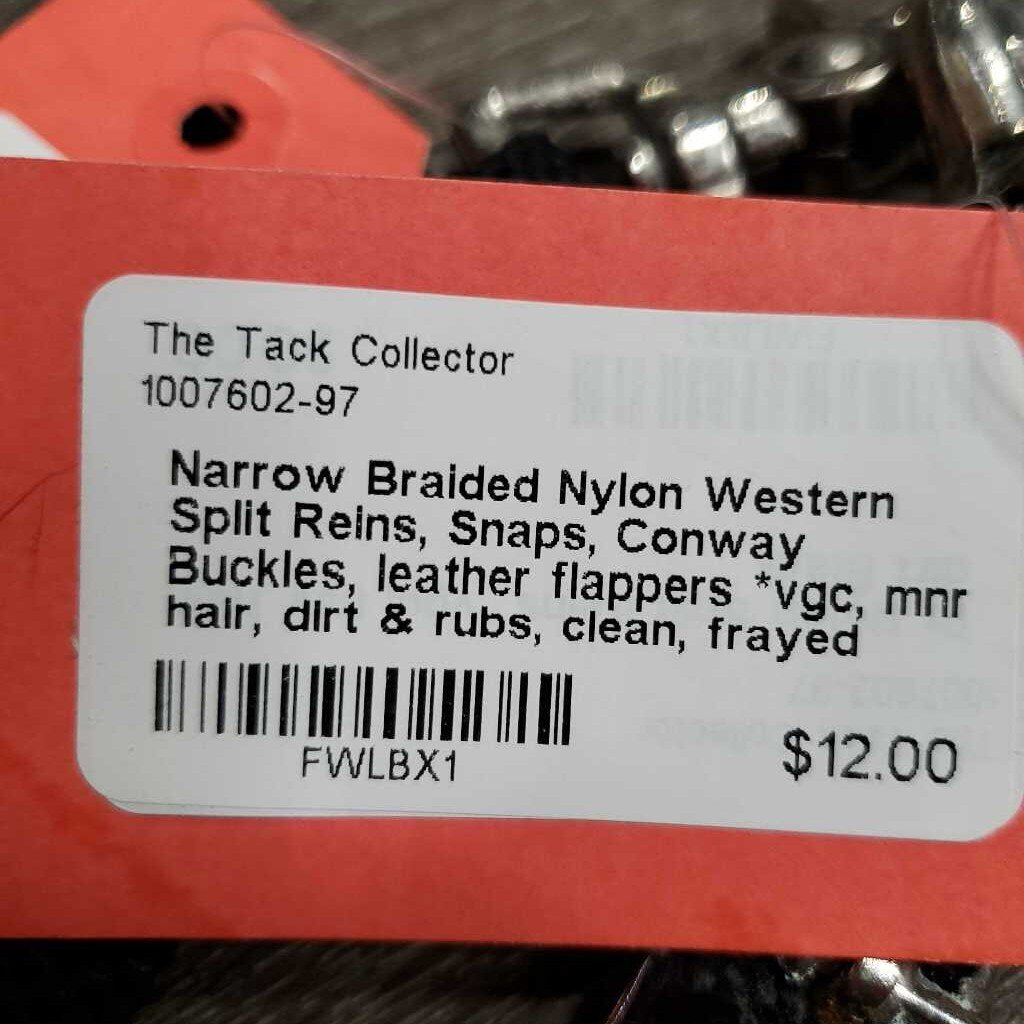 The Tack Collector
1007602-97
Narrow Braided Nylon Western
Split Reins, Snaps, Conway
Buckles, leather flappers *vgc, mnr
hair, dirt & rubs, clean, frayed
FWLBX1
$12.00